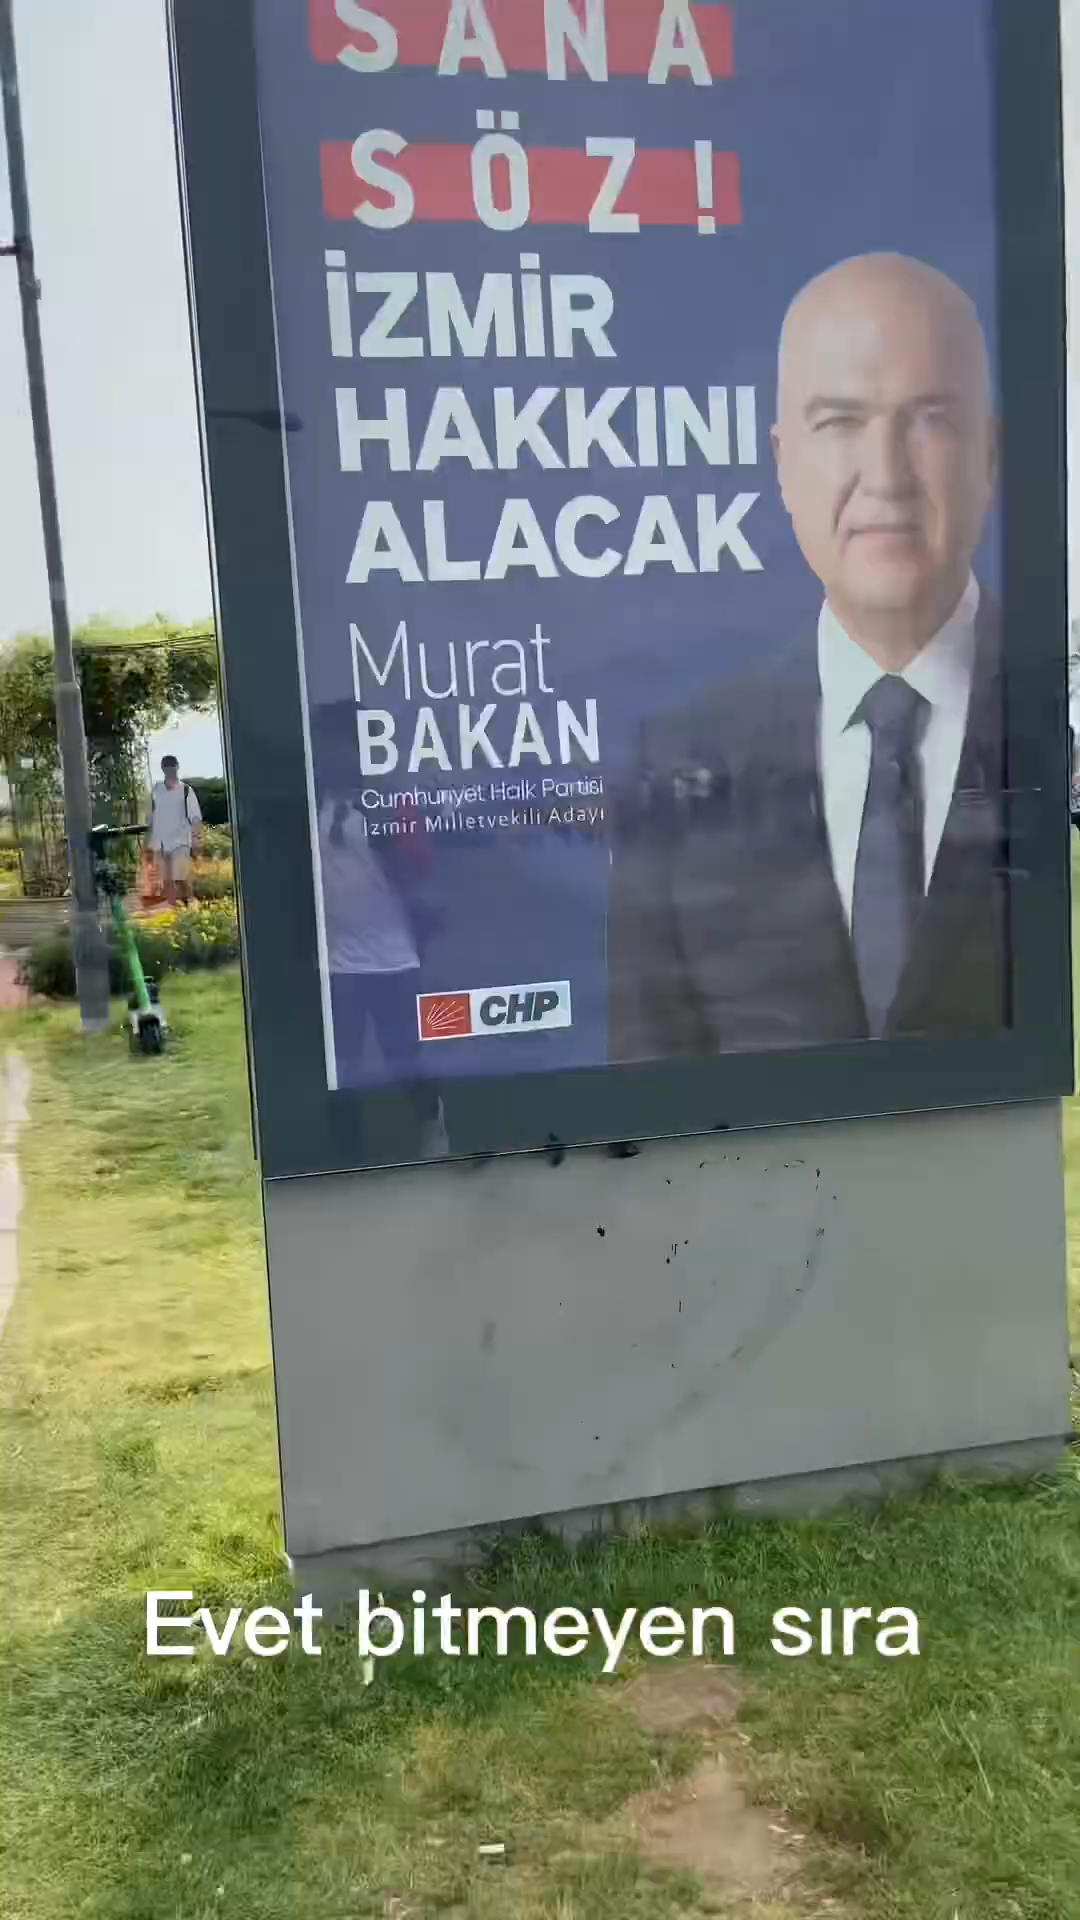 SANA
SÖZ!
İZMİR
HAKKINI
ALACAK
Murat
BAKAN
Cumhuriyet Halk Partisi
İzmir Milletvekili Adayı
CHP
Evet bitmeyen sıra